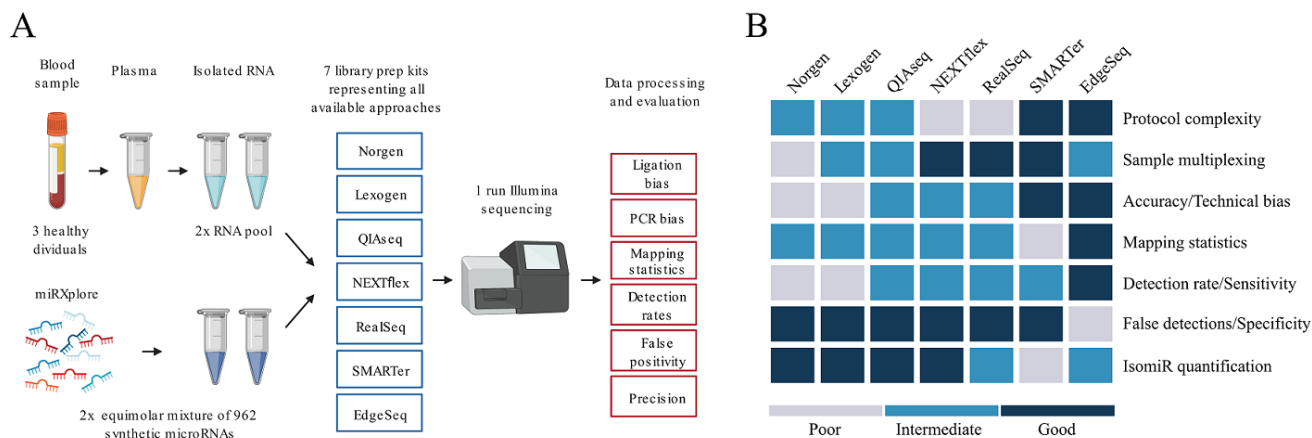 A
Blood
sample
Plasma
Isolated RNA
7 library prep kits
representing all
available approaches
Data processing
and evaluation
Norgen
Lexogen
QIAseq
NEXTflex
RealSeq
SMARTer
EdgeSeq
1 run Illumina
sequencing
Ligation
bias
PCR bias
Mapping
statistics
Detection
rates
False
positivity
Precision
3 healthy
dividuals
2x RNA pool
miRXplore
2x equimolar mixture of 962
synthetic microRNAs
B
Norgen
Lexogen
QIAseq
NEXTflex
RealSeq
SMARTer
EdgeSeq
Protocol complexity
Sample multiplexing
Accuracy/Technical bias
Mapping statistics
Detection rate/Sensitivity
False detections/Specificity
IsomiR quantification
Poor
Intermediate
Good